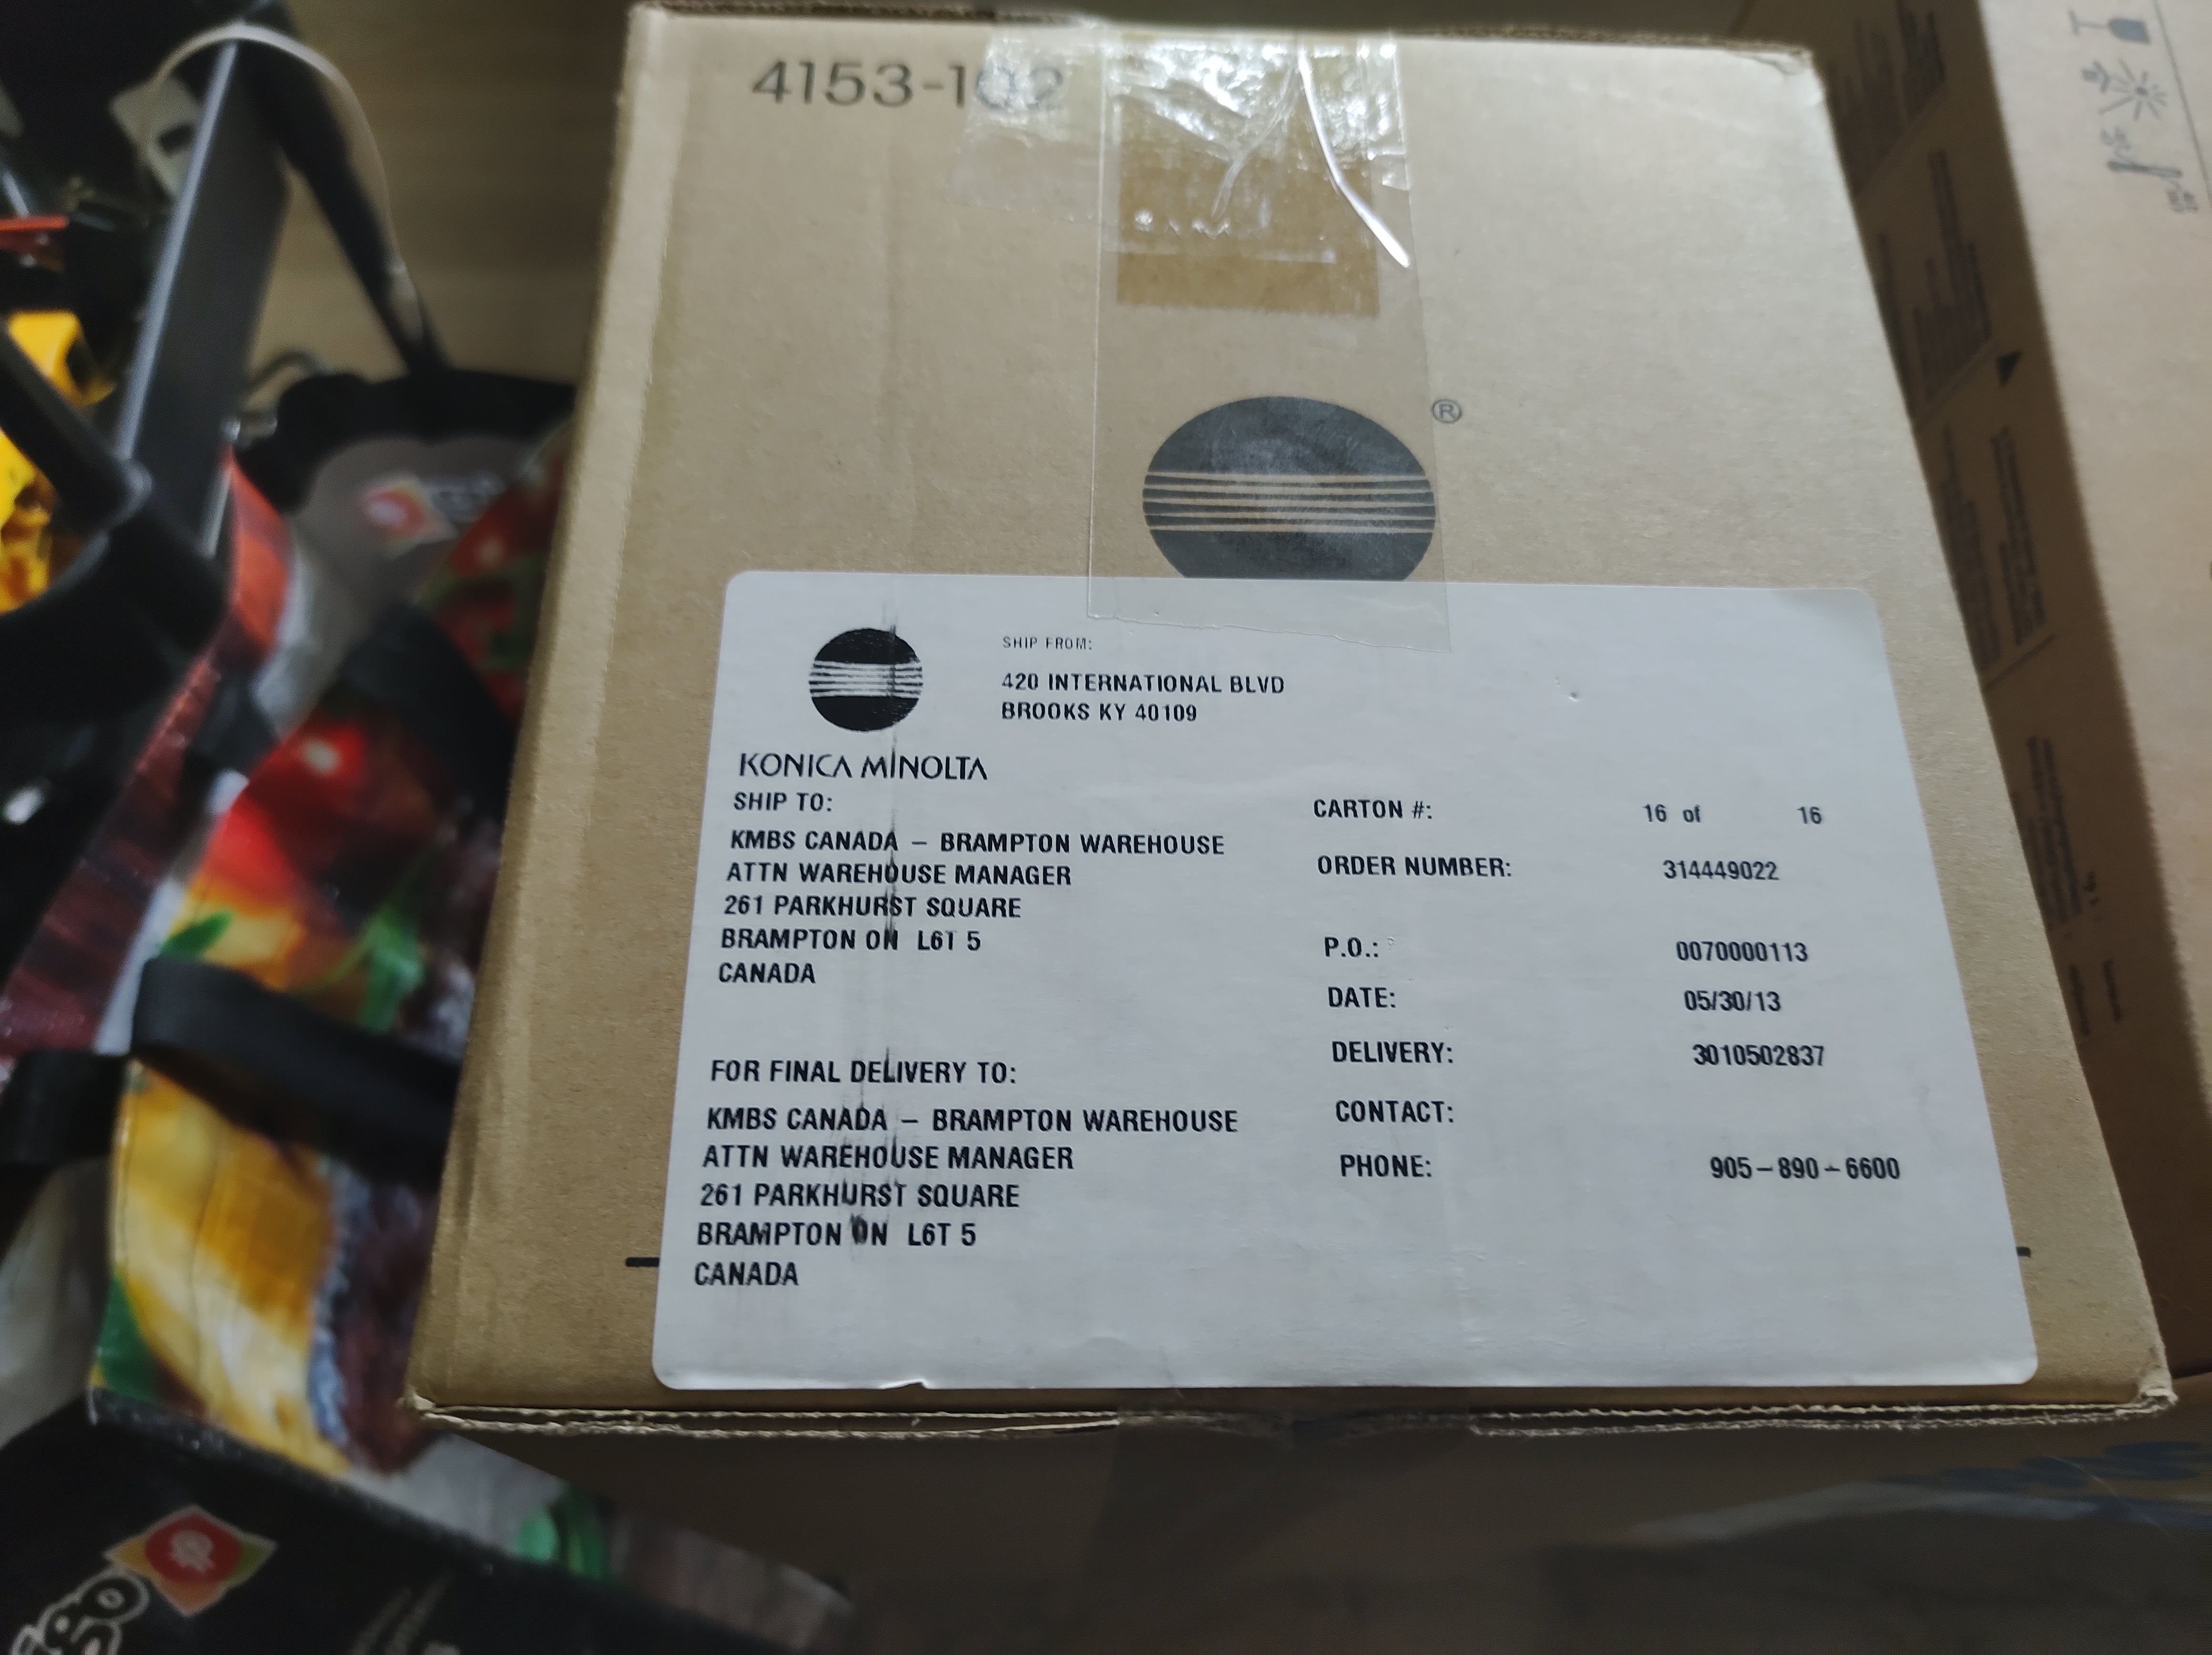 4153-102
®
SHIP FROM:
420 INTERNATIONAL BLVD
BROOKS KY 40109
KONICA MINOLTA
SHIP TO:
KMBS CANADA – BRAMPTON WAREHOUSE
ATTN WAREHOUSE MANAGER
261 PARKHURST SQUARE
BRAMPTON ON L6T 5
CANADA
FOR FINAL DELIVERY TO:
KMBS CANADA – BRAMPTON WAREHOUSE
ATTN WAREHOUSE MANAGER
261 PARKHURST SQUARE
BRAMPTON ON L6T 5
CANADA
CARTON #: 16 of 16
ORDER NUMBER: 314449022
P.O.: 0070000113
DATE: 05/30/13
DELIVERY: 3010502837
CONTACT:
PHONE: 905–890–6600